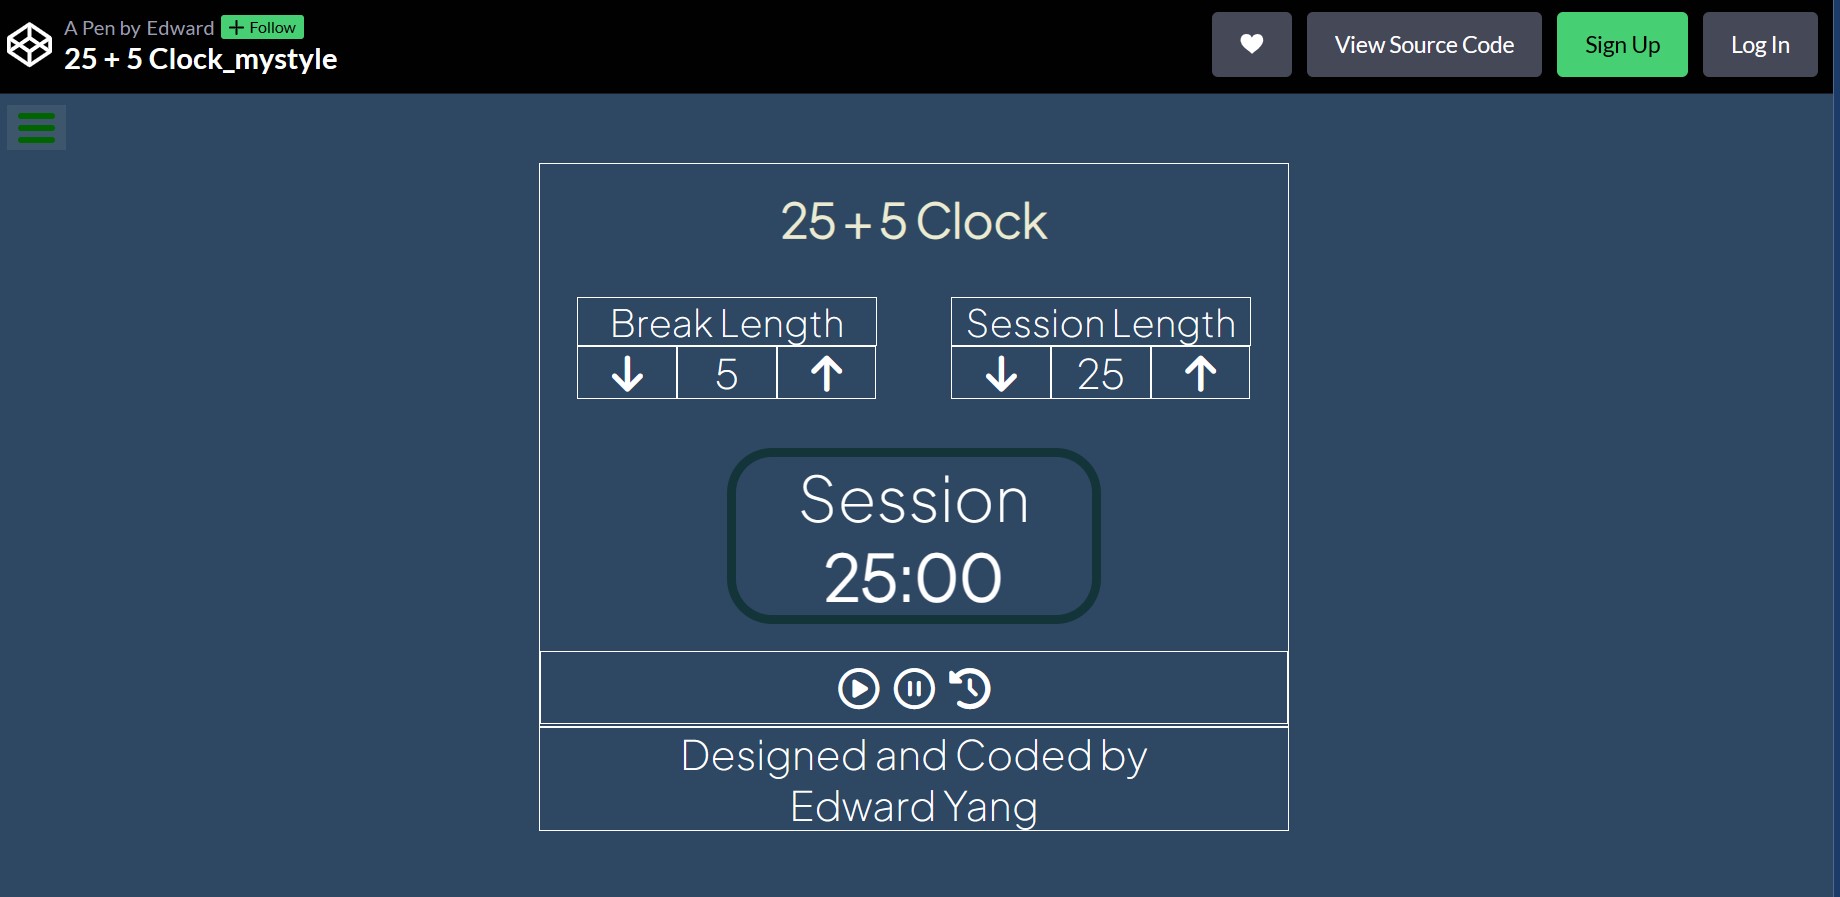 A Pen by Edward + Follow
25 + 5 Clock_mystyle
View Source Code
Sign Up
Log In
25 + 5 Clock
Break Length
5
Session Length
25
Session
25:00
Designed and Coded by
Edward Yang